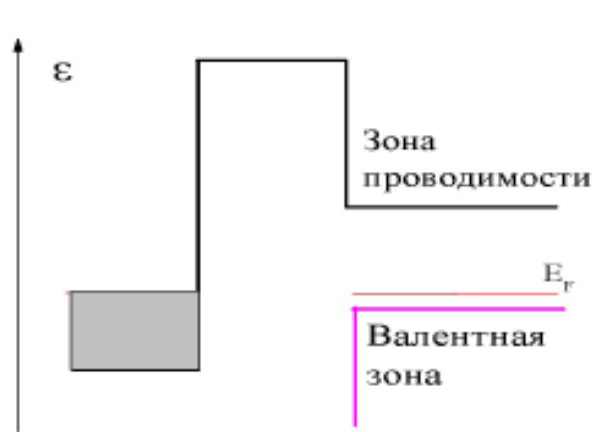 ε
Зона
проводимости
E_F
Валентная
зона